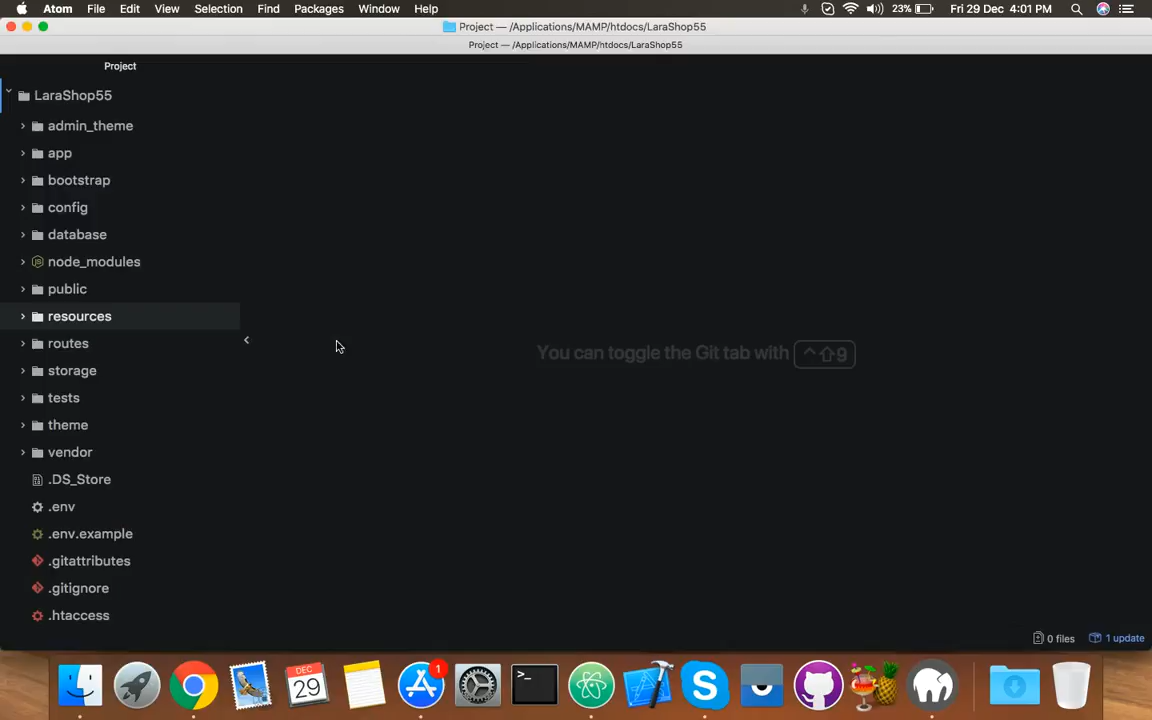 Atom File Edit View Selection Find Packages Window Help 23% Fri 29 Dec 4:01 PM
Project — /Applications/MAMP/htdocs/LaraShop55
Project — /Applications/MAMP/htdocs/LaraShop55
Project
LaraShop55
admin_theme
app
bootstrap
config
database
node_modules
public
resources
routes
storage
tests
theme
vendor
.DS_Store
.env
.env.example
.gitattributes
.gitignore
.htaccess
You can toggle the Git tab with ⌃⇧9
0 files 1 update
DEC
29
1
>_
S